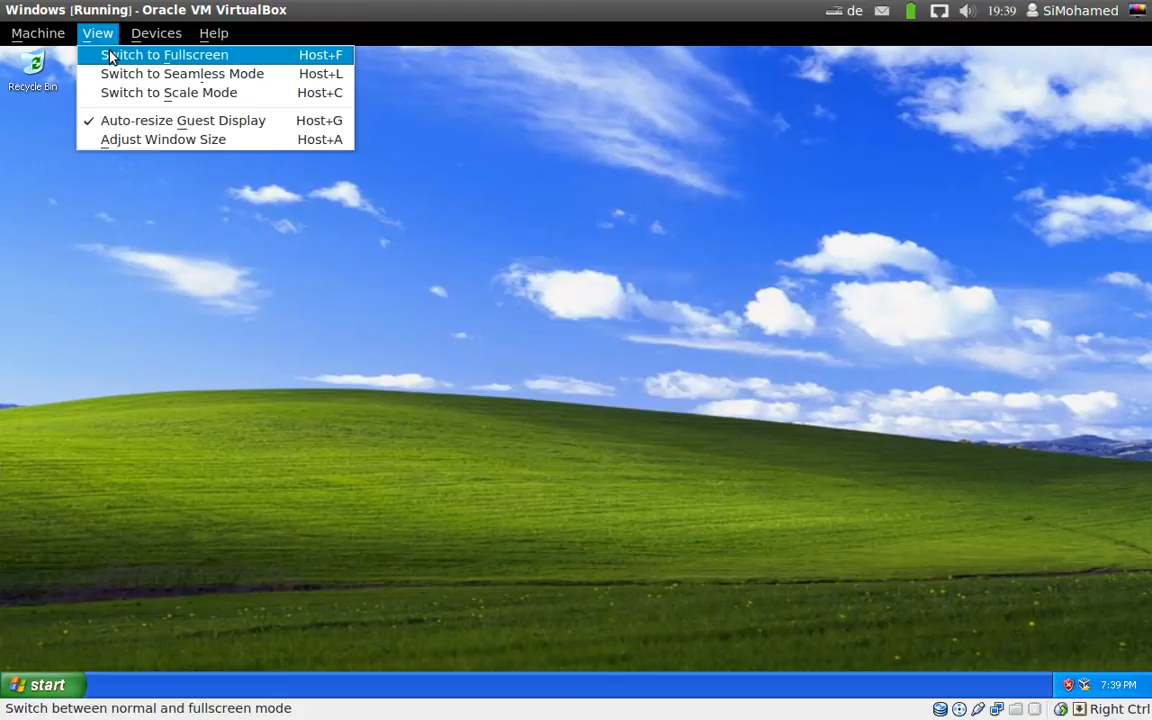 Windows [Running] - Oracle VM VirtualBox
de
19:39
SiMohamed
Machine
View
Devices
Help
Switch to Fullscreen Host+F
Switch to Seamless Mode Host+L
Switch to Scale Mode Host+C
Auto-resize Guest Display Host+G
Adjust Window Size Host+A
Recycle Bin
start
7:39 PM
Switch between normal and fullscreen mode
Right Ctrl